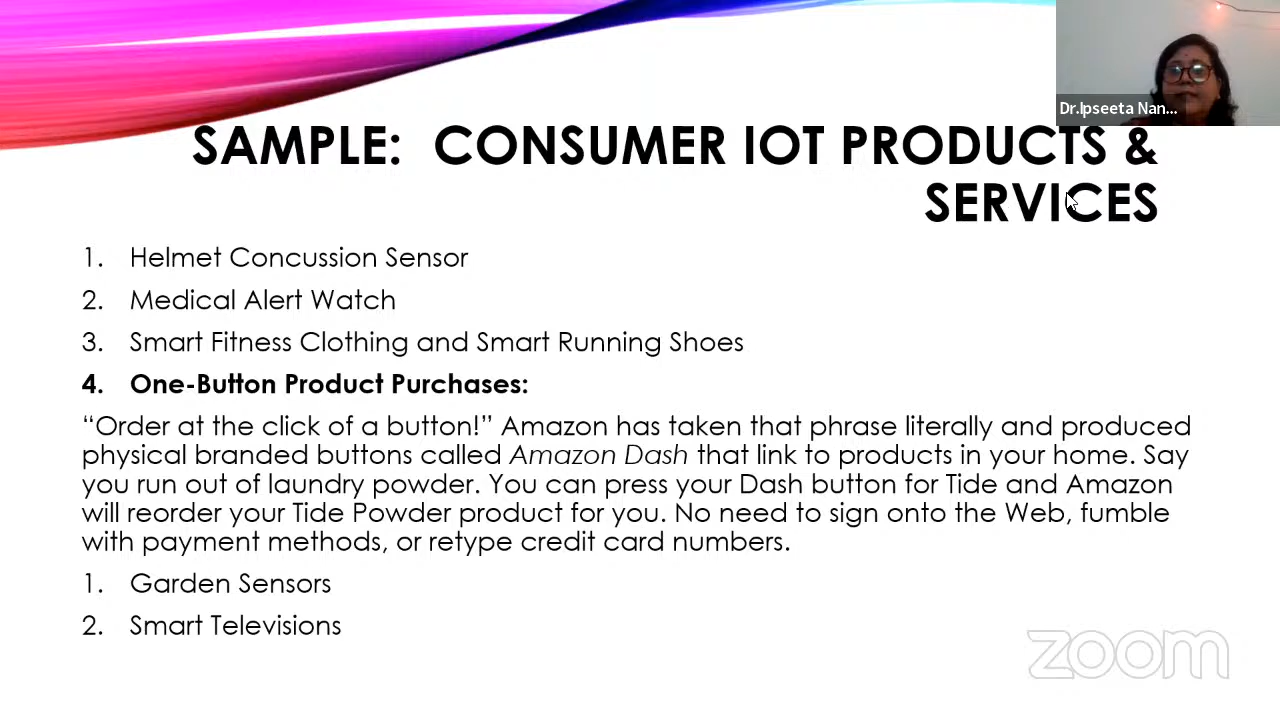 Dr.Ipseeta Nan...
SAMPLE: CONSUMER IOT PRODUCTS &
SERVICES
1. Helmet Concussion Sensor
2. Medical Alert Watch
3. Smart Fitness Clothing and Smart Running Shoes
4. One-Button Product Purchases:
“Order at the click of a button!” Amazon has taken that phrase literally and produced
physical branded buttons called Amazon Dash that link to products in your home. Say
you run out of laundry powder. You can press your Dash button for Tide and Amazon
will reorder your Tide Powder product for you. No need to sign onto the Web, fumble
with payment methods, or retype credit card numbers.
1. Garden Sensors
2. Smart Televisions
zoom